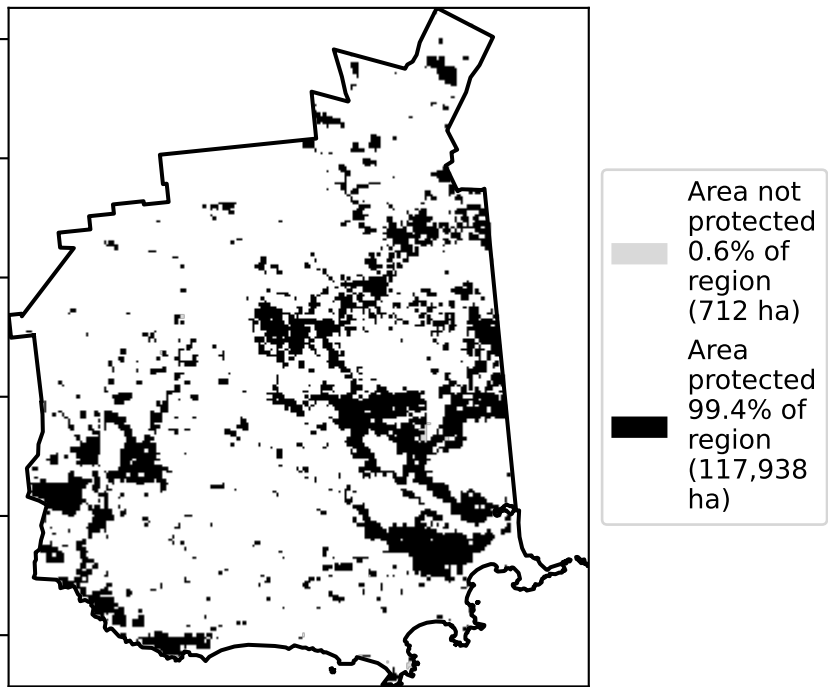 Area not
protected
0.6% of
region
(712 ha)
Area
protected
99.4% of
region
(117,938
ha)